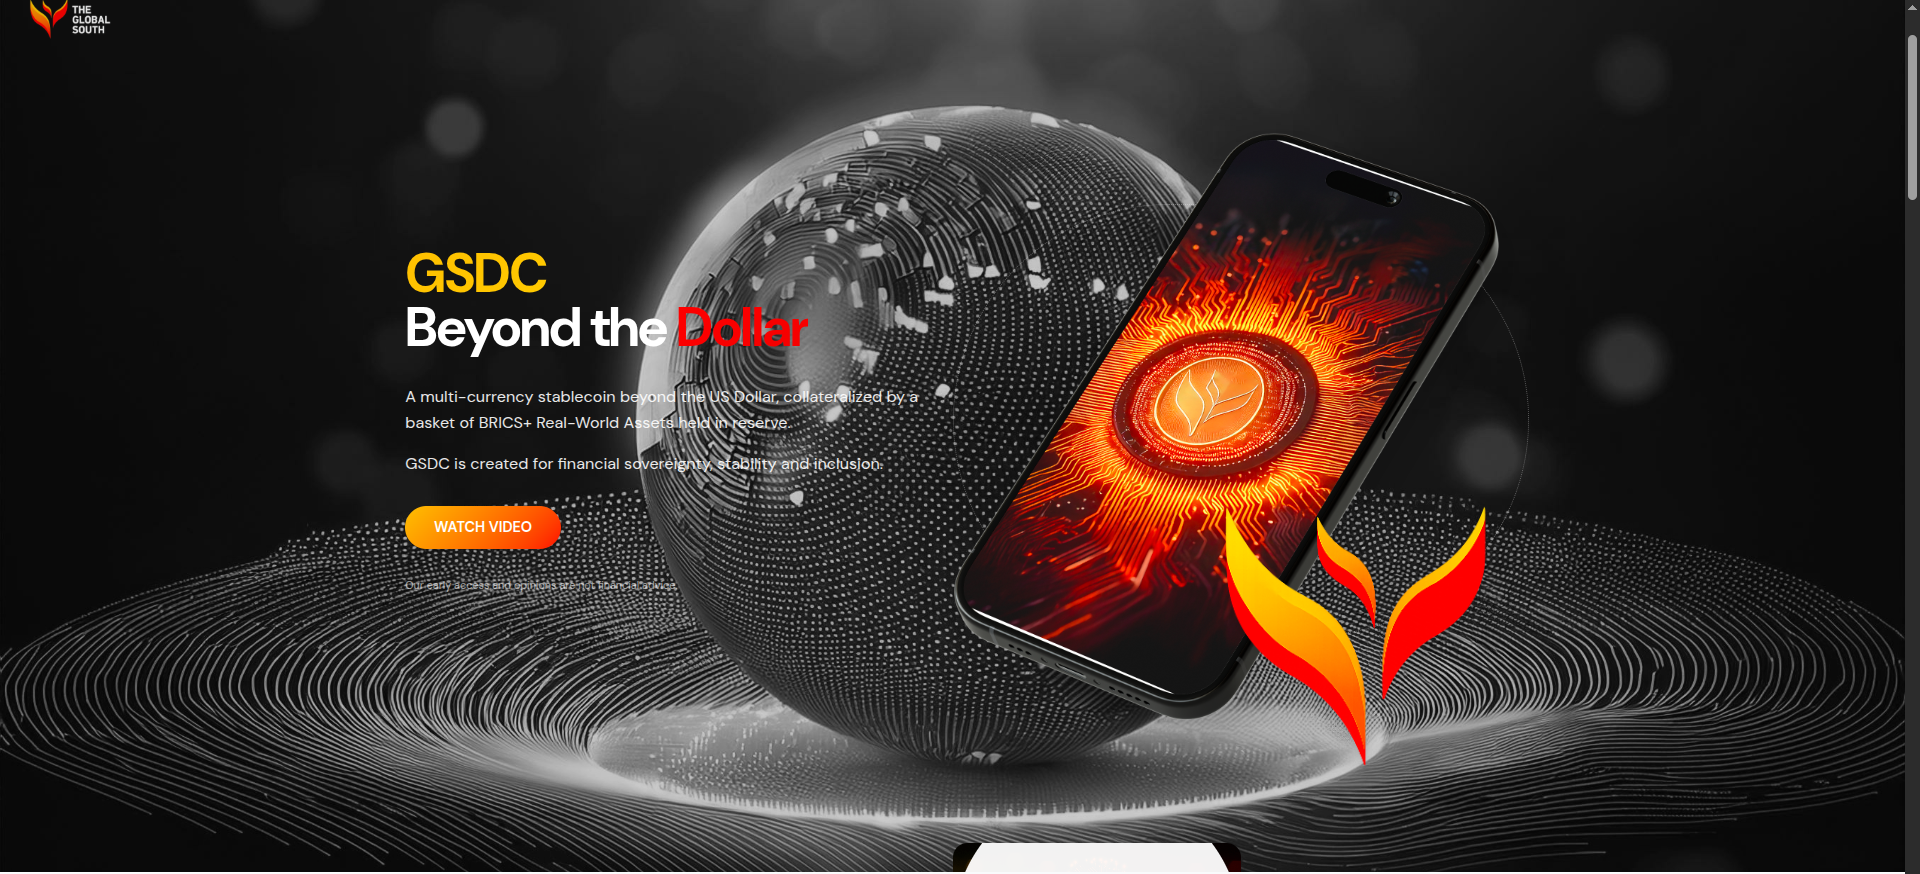 THE
GLOBAL
SOUTH
GSDC
Beyond the Dollar
A multi-currency stablecoin beyond the US Dollar, collateralized by a
basket of BRICS+ Real-World Assets held in reserve.
GSDC is created for financial sovereignty, stability and inclusion.
WATCH VIDEO
Our early access and opinions are not financial advice.